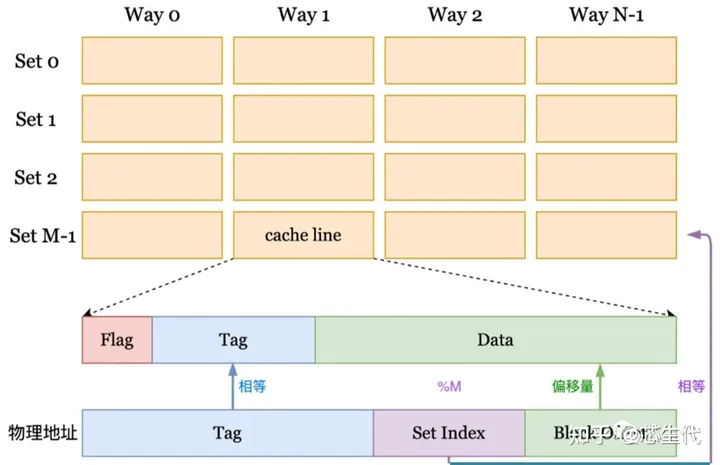 Way 0 Way 1 Way 2 Way N-1
Set 0
Set 1
Set 2
Set M-1 cache line
Flag Tag Data
相等 %M 偏移量 相等
物理地址 Tag Set Index Block
知乎 @芯生代